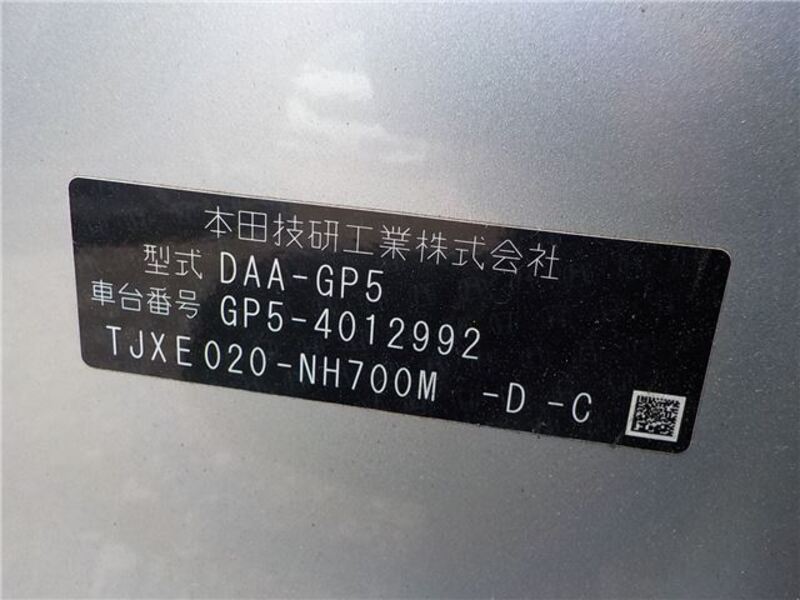 本田技研工業株式会社
型式 DAA-GP5
車台番号 GP5-4012992
TJXE020-NH700M -D -C